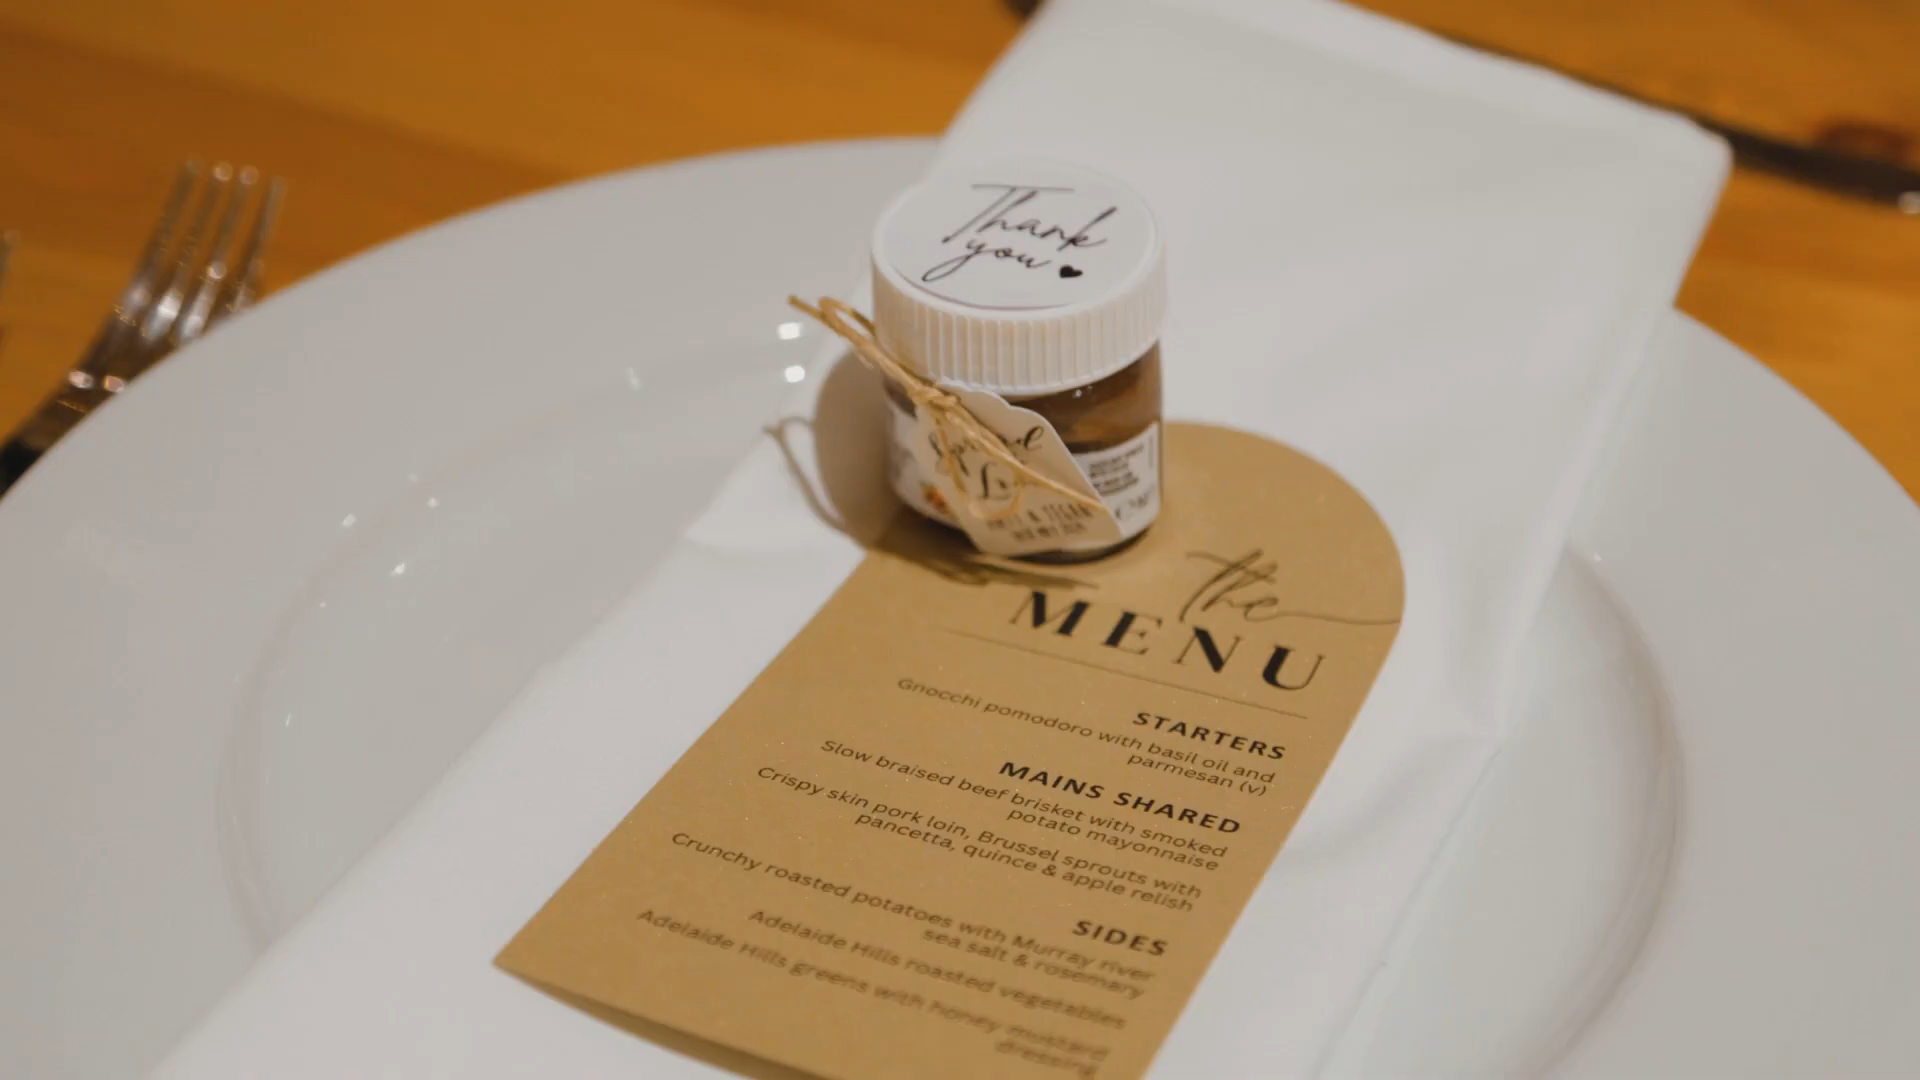 Thank
you
the
MENU
STARTERS
Gnocchi pomodoro with basil oil and
parmesan (v)
MAINS SHARED
Slow braised beef brisket with smoked
potato mayonnaise
Crispy skin pork loin, Brussel sprouts with
pancetta, quince & apple relish
SIDES
Crunchy roasted potatoes with Murray river
sea salt & rosemary
Adelaide Hills roasted vegetables
Adelaide Hills greens with honey mustard
dressing